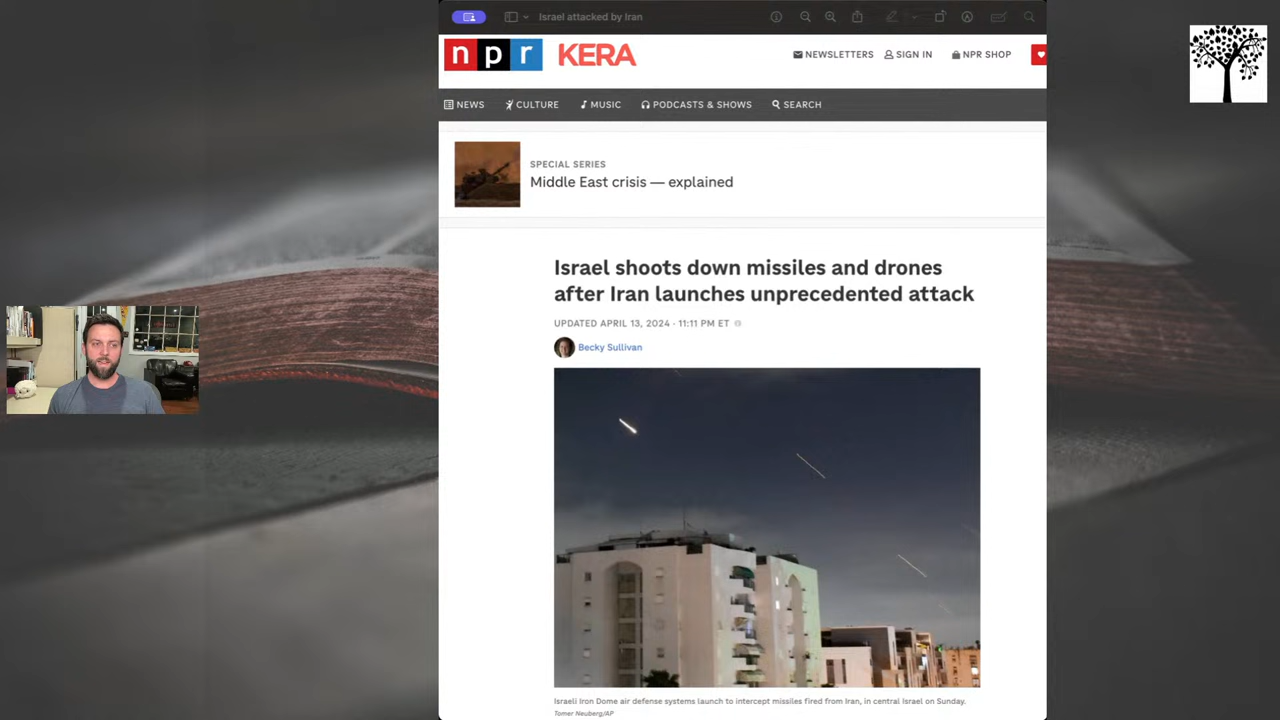 Israel attacked by Iran
npr KERA
NEWSLETTERS SIGN IN NPR SHOP
NEWS CULTURE MUSIC PODCASTS & SHOWS SEARCH
SPECIAL SERIES
Middle East crisis — explained
Israel shoots down missiles and drones
after Iran launches unprecedented attack
UPDATED APRIL 13, 2024 · 11:11 PM ET
Becky Sullivan
Israeli Iron Dome air defense systems launch to intercept missiles fired from Iran, in central Israel on Sunday.
Tomer Neuberg/AP